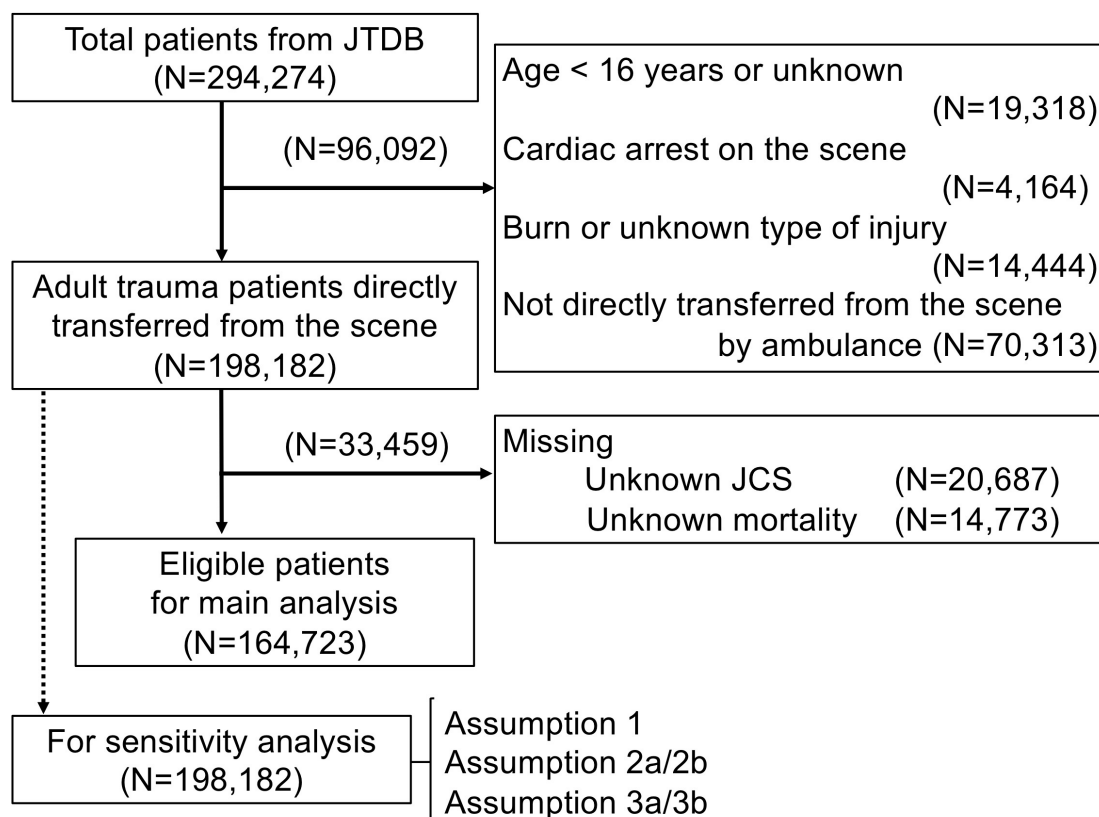 Total patients from JTDB
(N=294,274)
(N=96,092)
Age < 16 years or unknown
(N=19,318)
Cardiac arrest on the scene
(N=4,164)
Burn or unknown type of injury
(N=14,444)
Not directly transferred from the scene
by ambulance (N=70,313)
Adult trauma patients directly
transferred from the scene
(N=198,182)
(N=33,459)
Missing
Unknown JCS (N=20,687)
Unknown mortality (N=14,773)
Eligible patients
for main analysis
(N=164,723)
For sensitivity analysis
(N=198,182)
Assumption 1
Assumption 2a/2b
Assumption 3a/3b